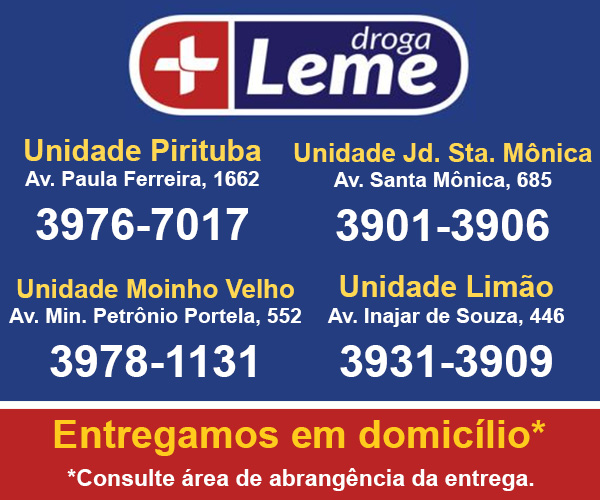 droga
Leme
Unidade Pirituba
Av. Paula Ferreira, 1662
3976-7017
Unidade Jd. Sta. Mônica
Av. Santa Mônica, 685
3901-3906
Unidade Moinho Velho
Av. Min. Petrônio Portela, 552
3978-1131
Unidade Limão
Av. Inajar de Souza, 446
3931-3909
Entregamos em domicílio*
*Consulte área de abrangência da entrega.